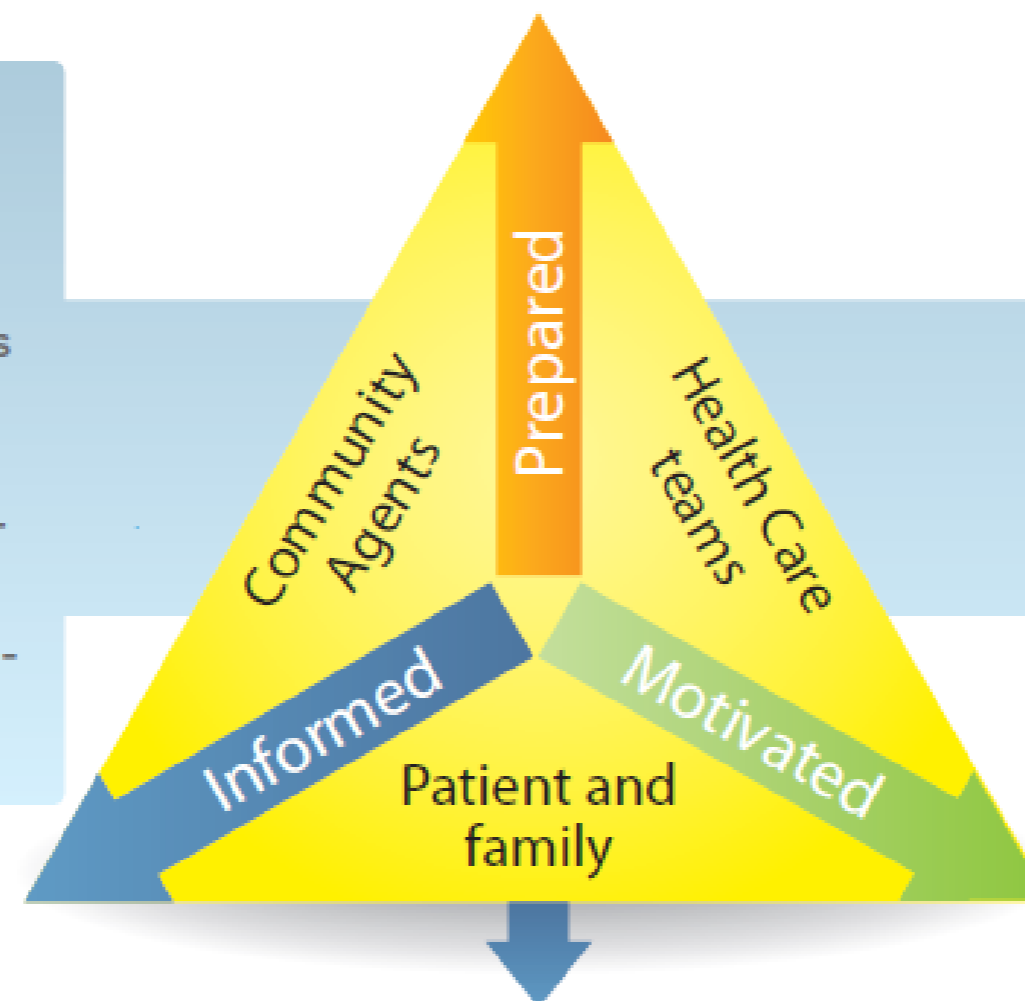 Prepared
Community
Agents
Health Care
teams
Informed
Motivated
Patient and
family